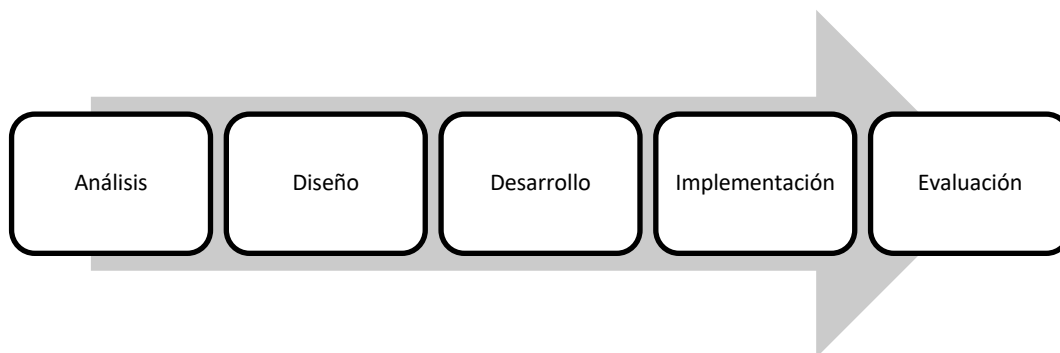 Análisis
Diseño
Desarrollo
Implementación
Evaluación